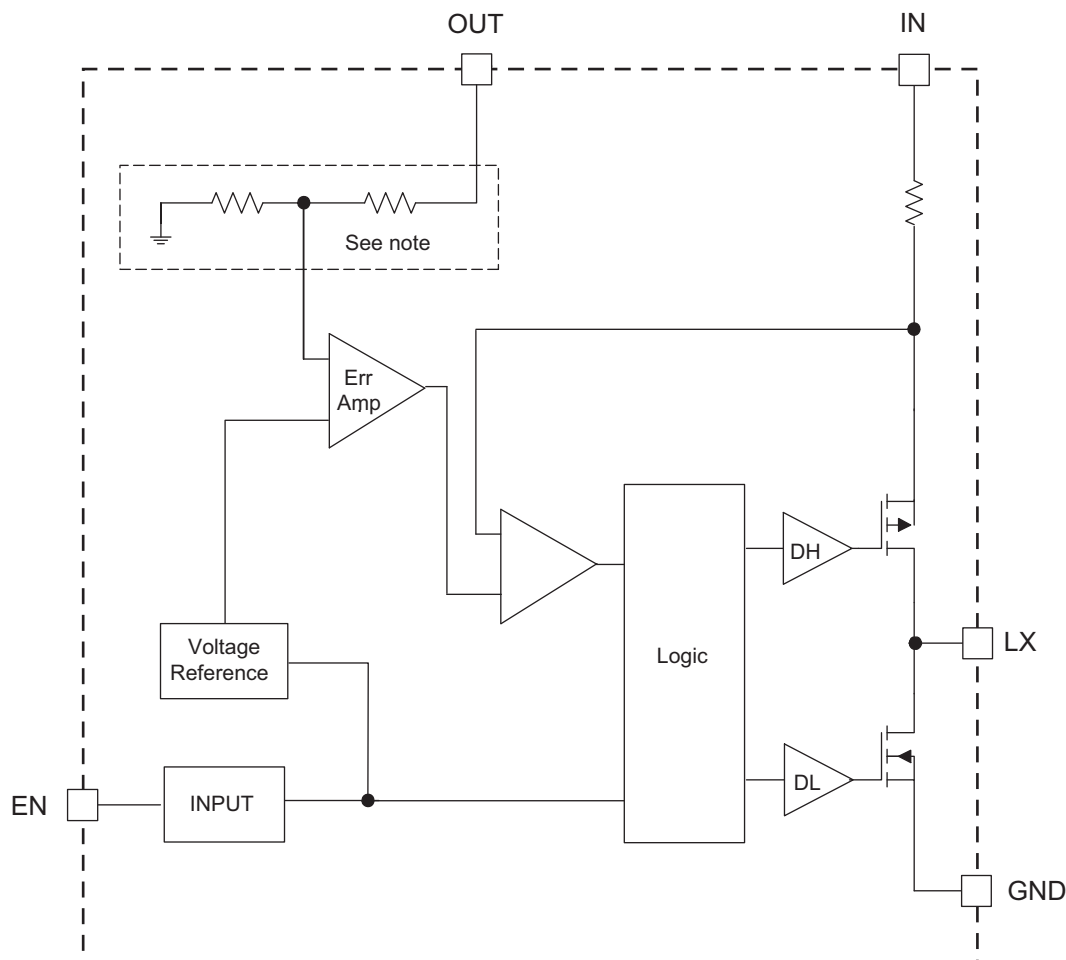 OUT
IN
See note
Err
Amp
Voltage
Reference
Logic
DH
LX
EN
INPUT
DL
GND